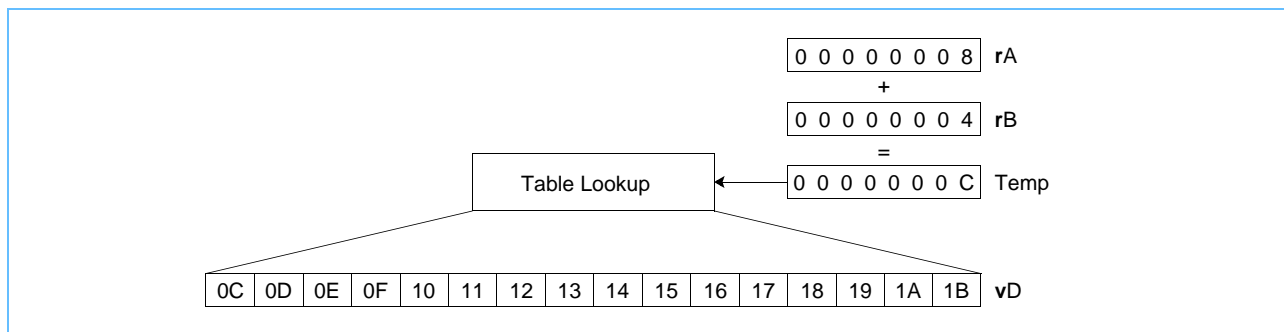 0 0 0 0 0 0 0 8 rA
+
0 0 0 0 0 0 0 4 rB
=
Table Lookup 0 0 0 0 0 0 0 C Temp
0C 0D 0E 0F 10 11 12 13 14 15 16 17 18 19 1A 1B vD